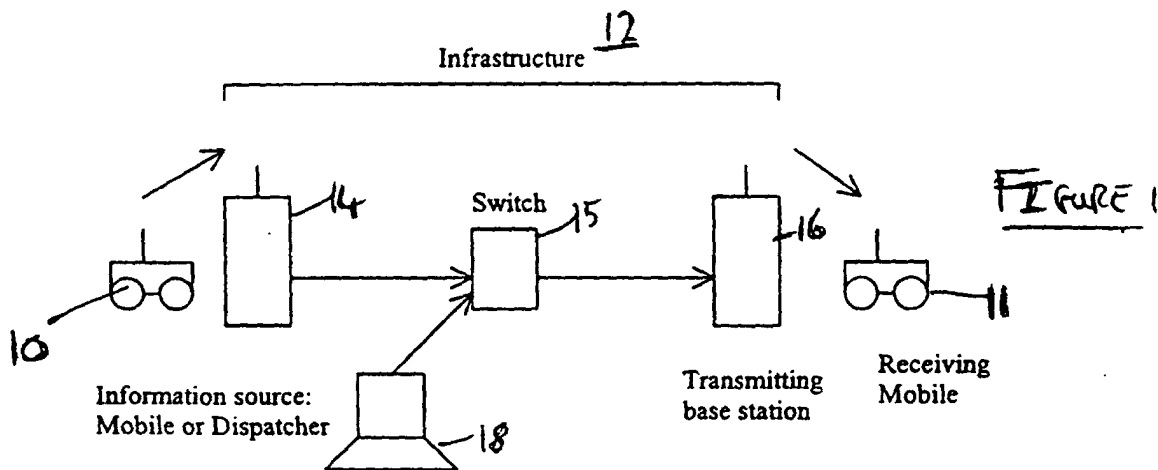 12
Infrastructure
14
Switch
15
16
FIGURE 1
10
11
Information source:
Mobile or Dispatcher
18
Transmitting
base station
Receiving
Mobile